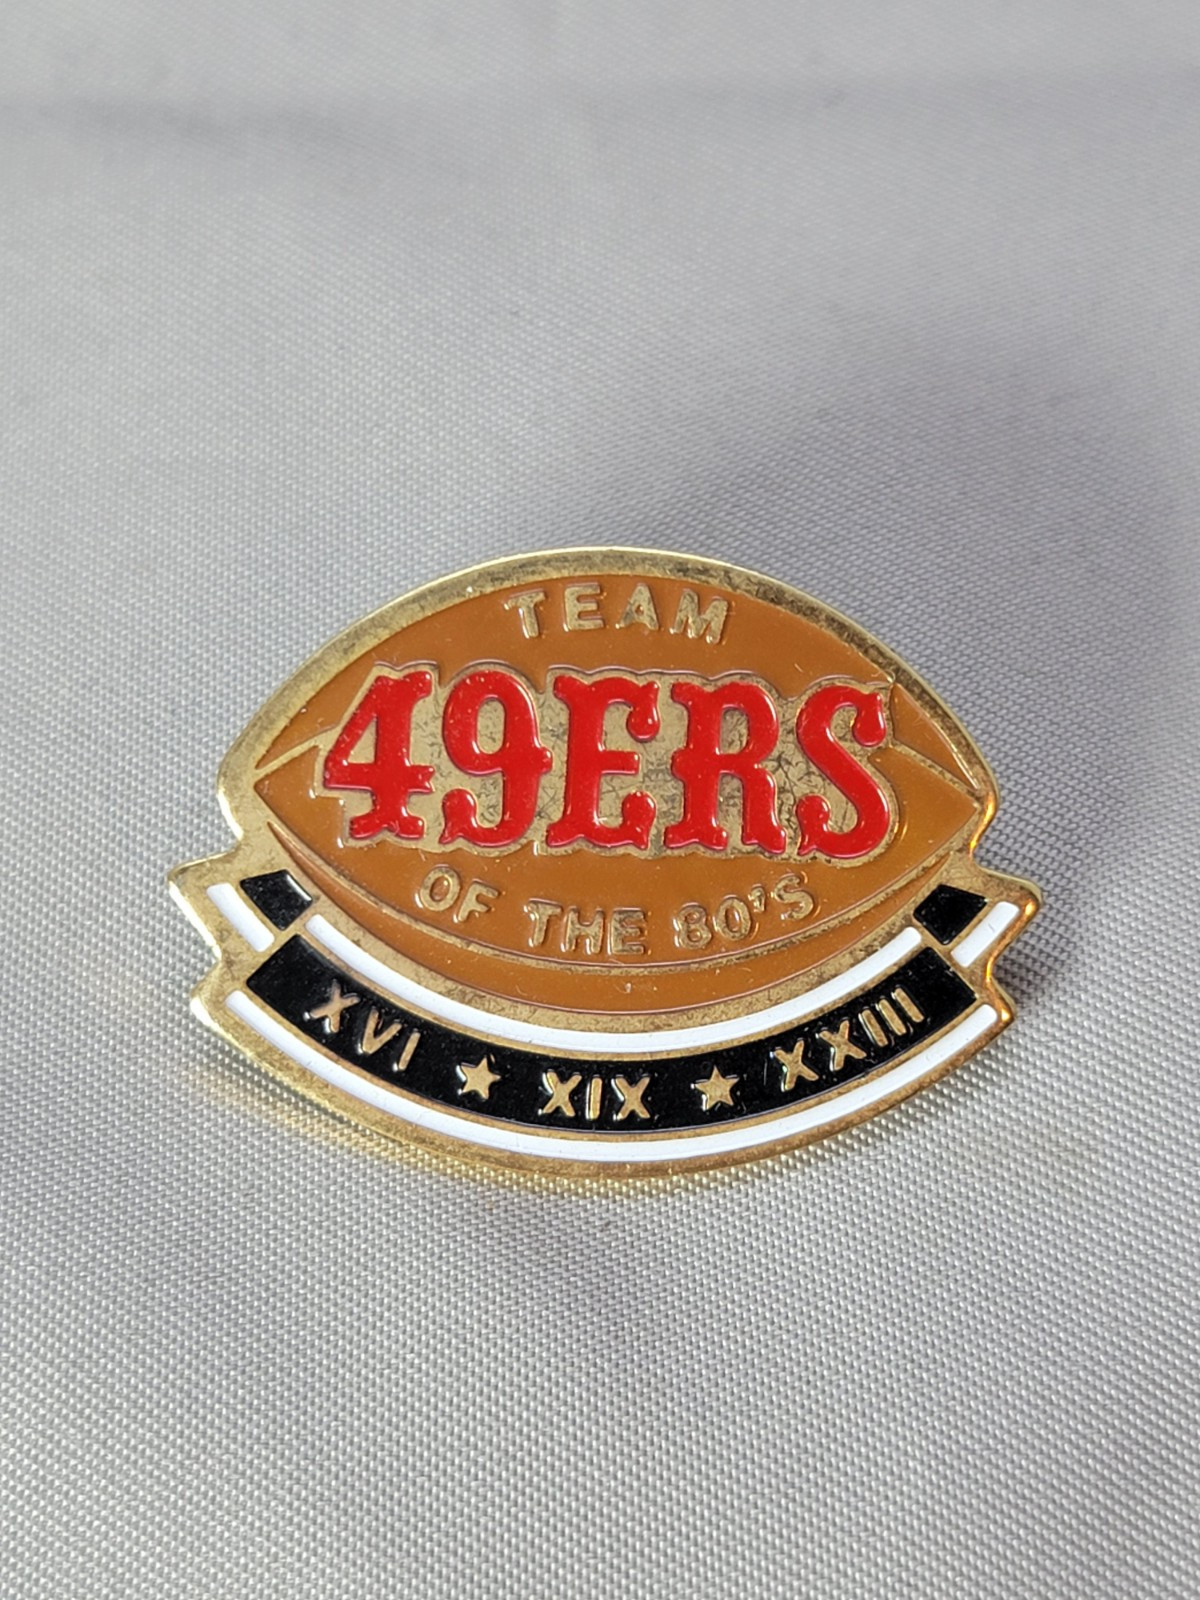 TEAM
49ERS
OF THE 80'S
XVI ★ XIX ★ XXIII